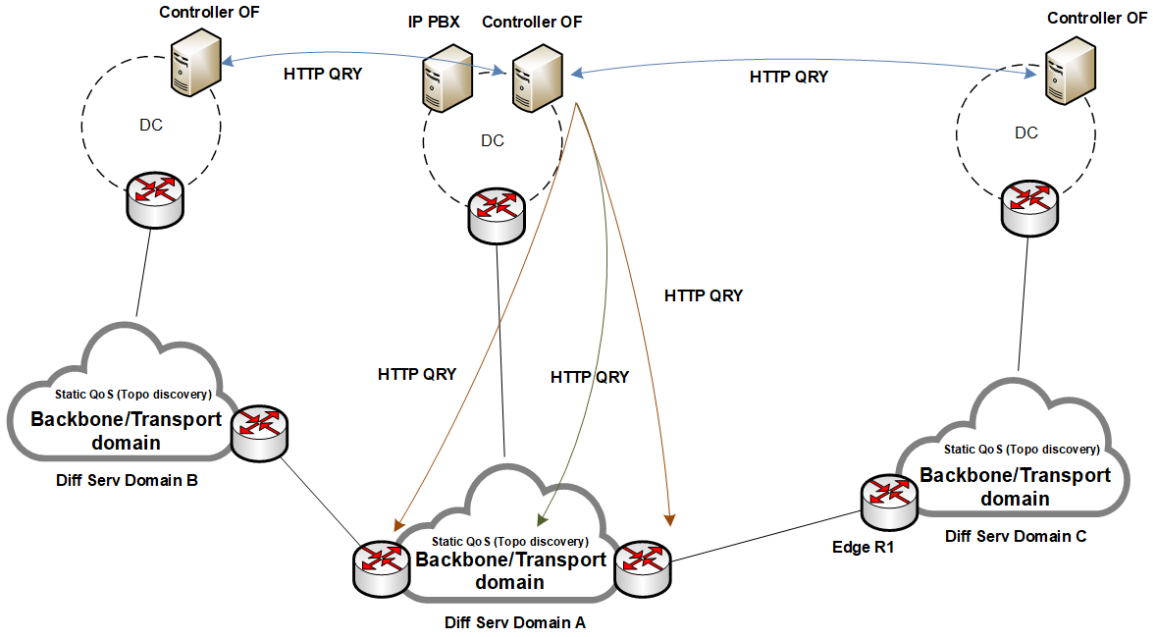 Controller OF
IP PBX
Controller OF
Controller OF
HTTP QRY
HTTP QRY
DC
DC
DC
HTTP QRY
HTTP QRY
HTTP QRY
Static QoS (Topo discovery)
Backbone/Transport
domain
Diff Serv Domain B
Static QoS (Topo discovery)
Backbone/Transport
domain
Diff Serv Domain C
Edge R1
Static QoS (Topo discovery)
Backbone/Transport
domain
Diff Serv Domain A